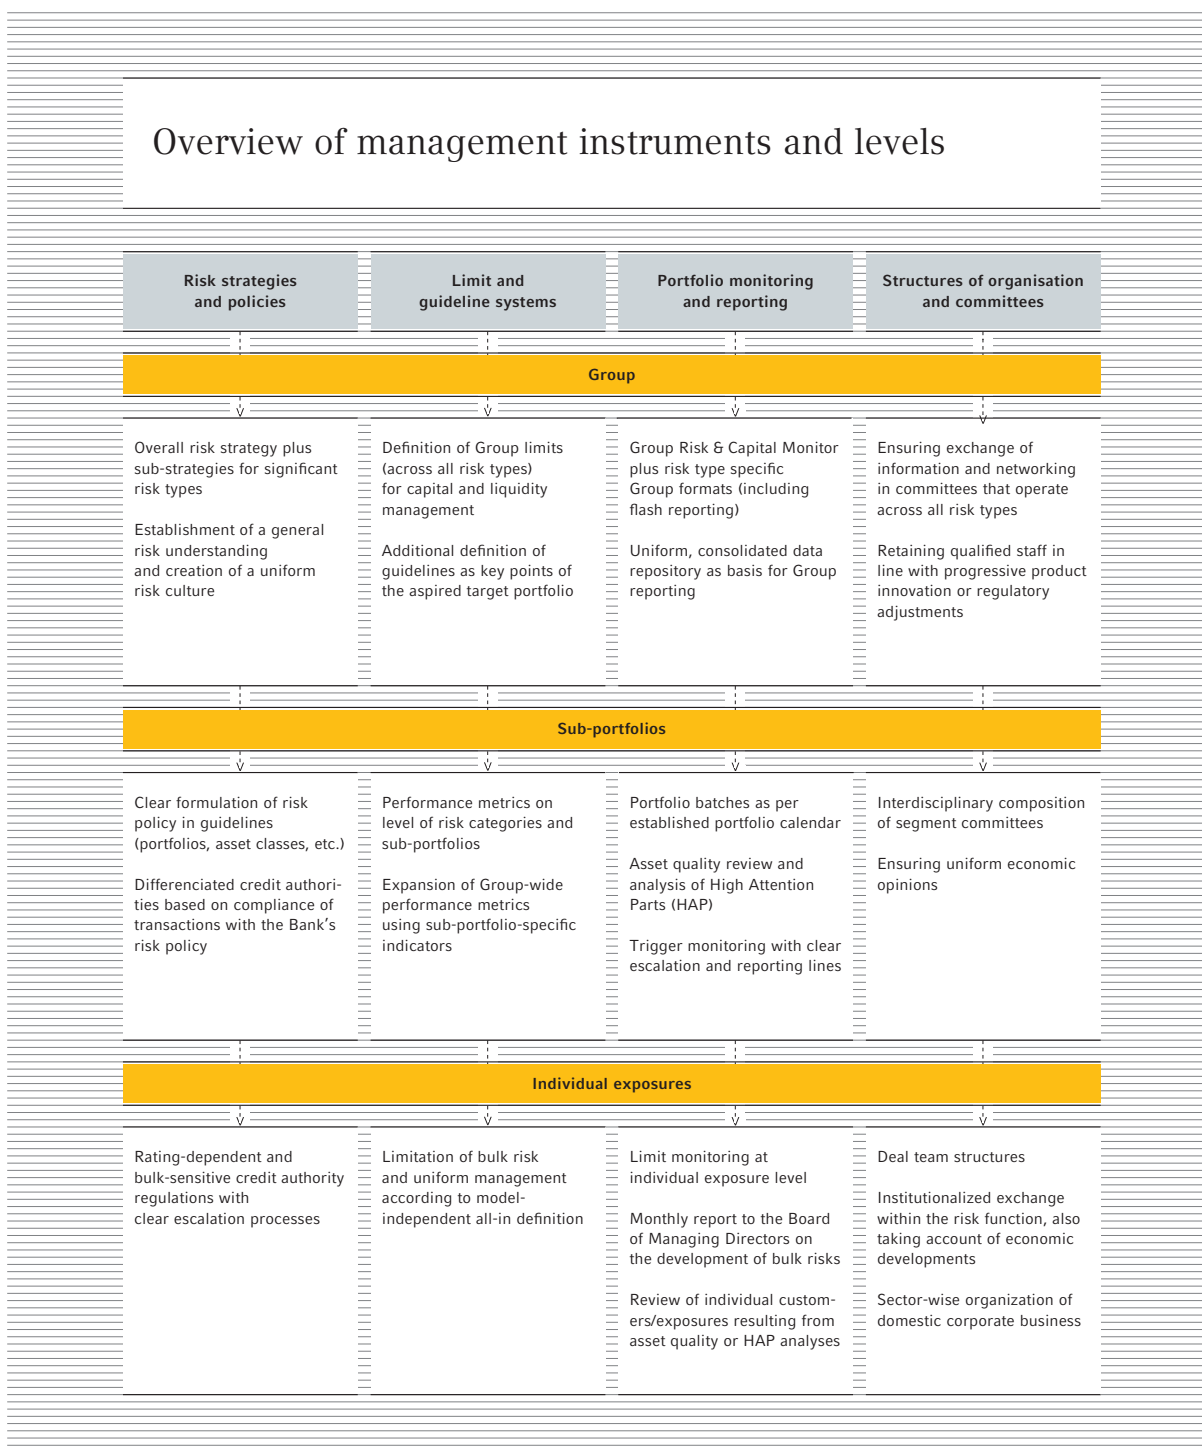 Overview of management instruments and levels
Risk strategies
and policies
Limit and
guideline systems
Portfolio monitoring
and reporting
Structures of organisation
and committees
Group
Overall risk strategy plus
sub-strategies for significant
risk types
Establishment of a general
risk understanding
and creation of a uniform
risk culture
Definition of Group limits
(across all risk types)
for capital and liquidity
management
Additional definition of
guidelines as key points of
the aspired target portfolio
Group Risk & Capital Monitor
plus risk type specific
Group formats (including
flash reporting)
Uniform, consolidated data
repository as basis for Group
reporting
Ensuring exchange of
information and networking
in committees that operate
across all risk types
Retaining qualified staff in
line with progressive product
innovation or regulatory
adjustments
Sub-portfolios
Clear formulation of risk
policy in guidelines
(portfolios, asset classes, etc.)
Differenciated credit authori-
ties based on compliance of
transactions with the Bank’s
risk policy
Performance metrics on
level of risk categories and
sub-portfolios
Expansion of Group-wide
performance metrics
using sub-portfolio-specific
indicators
Portfolio batches as per
established portfolio calendar
Asset quality review and
analysis of High Attention
Parts (HAP)
Trigger monitoring with clear
escalation and reporting lines
Interdisciplinary composition
of segment committees
Ensuring uniform economic
opinions
Individual exposures
Rating-dependent and
bulk-sensitive credit authority
regulations with
clear escalation processes
Limitation of bulk risk
and uniform management
according to model-
independent all-in definition
Limit monitoring at
individual exposure level
Monthly report to the Board
of Managing Directors on
the development of bulk risks
Review of individual custom-
ers/exposures resulting from
asset quality or HAP analyses
Deal team structures
Institutionalized exchange
within the risk function, also
taking account of economic
developments
Sector-wise organization of
domestic corporate business